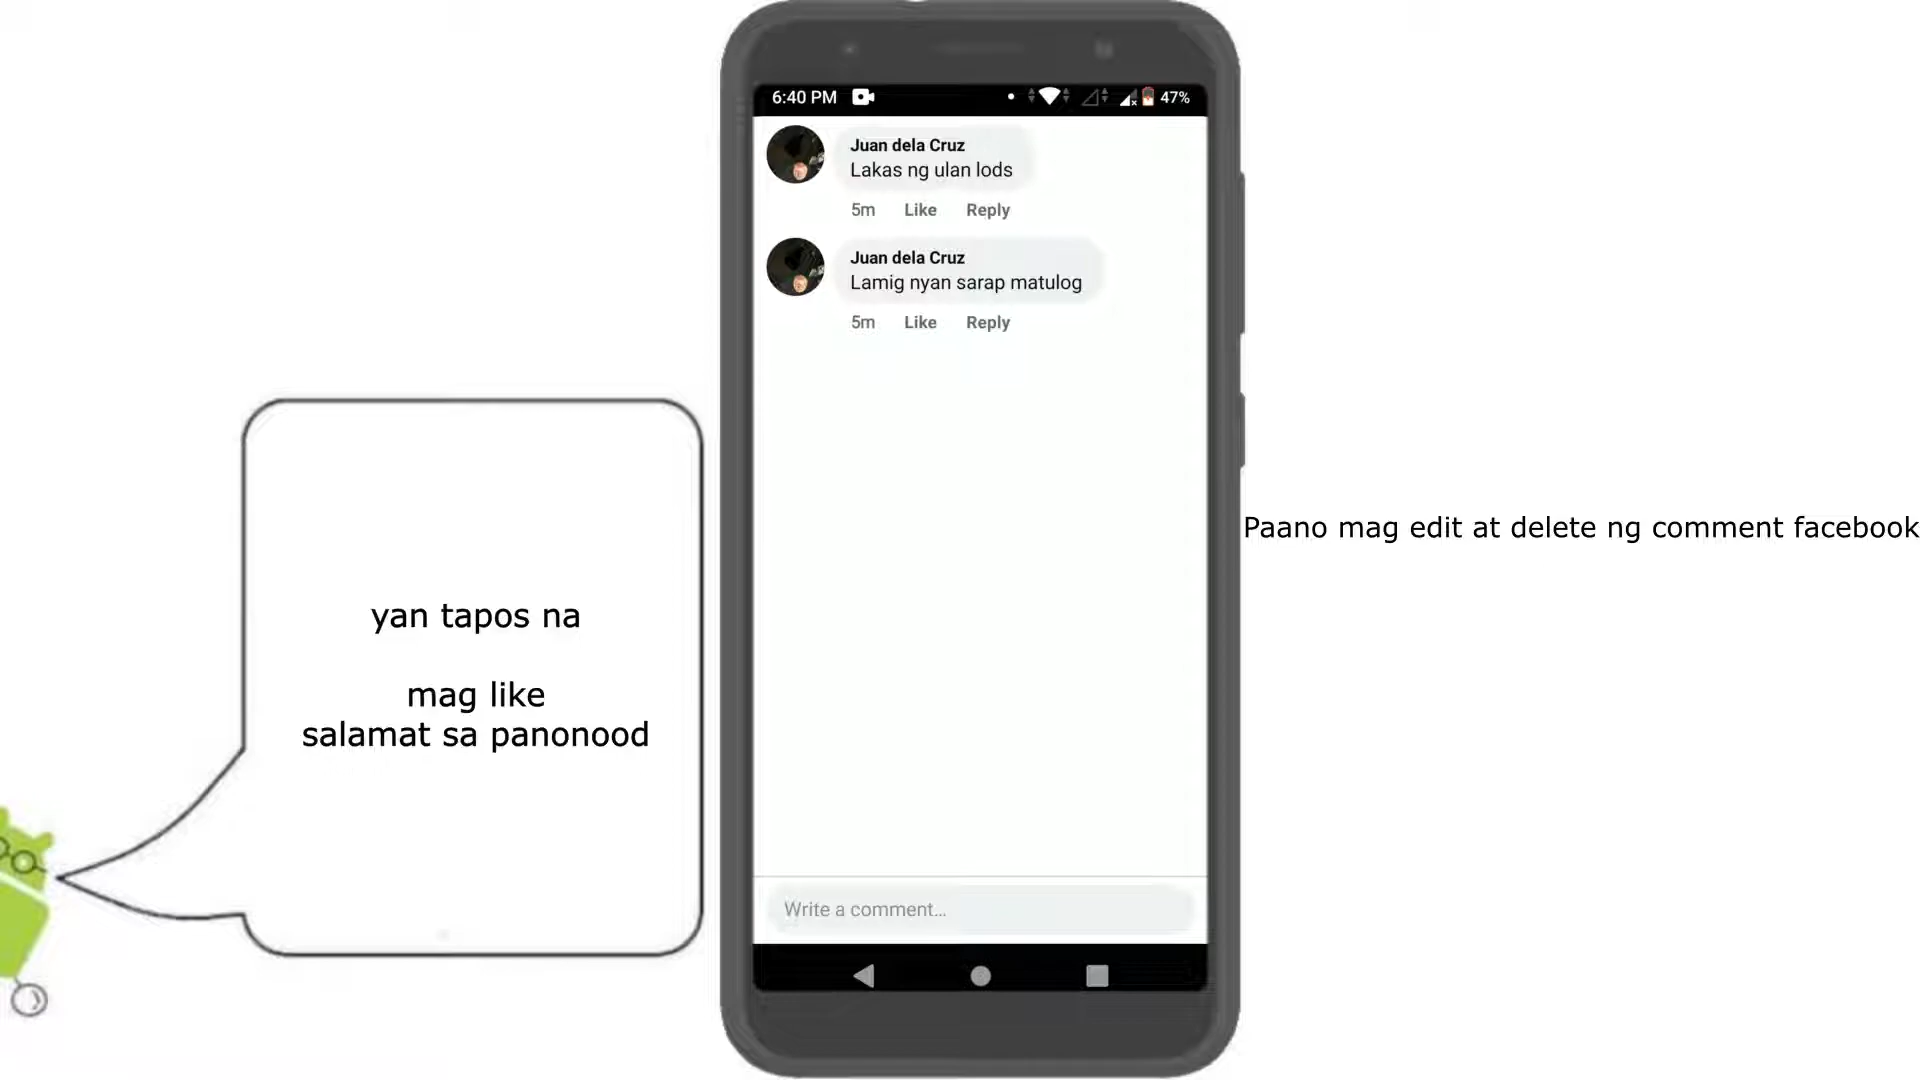 6:40 PM 47%
Juan dela Cruz
Lakas ng ulan lods
5m Like Reply
Juan dela Cruz
Lamig nyan sarap matulog
5m Like Reply
Write a comment...
yan tapos na
mag like
salamat sa panonood
Paano mag edit at delete ng comment facebook